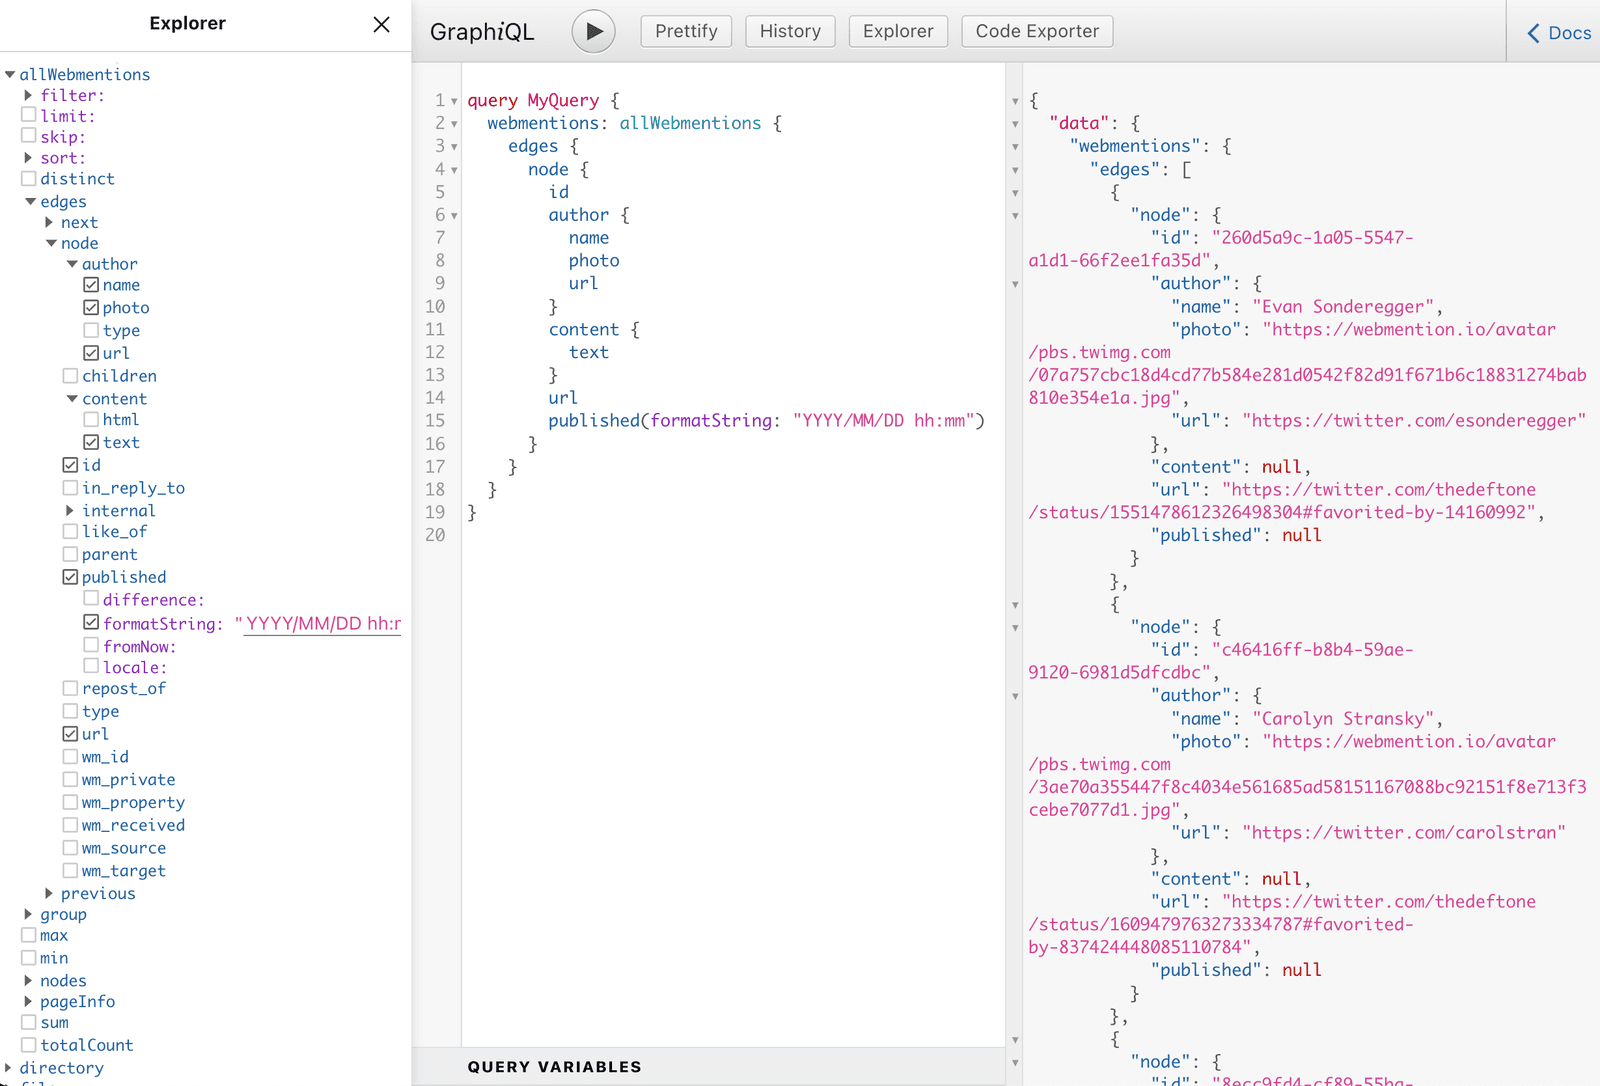 Explorer
allWebmentions
filter:
limit:
skip:
sort:
distinct
edges
next
node
author
name
photo
type
url
children
content
html
text
id
in_reply_to
internal
like_of
parent
published
difference:
formatString: "YYYY/MM/DD hh:r
fromNow:
locale:
repost_of
type
url
wm_id
wm_private
wm_property
wm_received
wm_source
wm_target
previous
group
max
min
nodes
pageInfo
sum
totalCount
directory
GraphiQL
Prettify
History
Explorer
Code Exporter
Docs
1 query MyQuery {
2 webmentions: allWebmentions {
3 edges {
4 node {
5 id
6 author {
7 name
8 photo
9 url
10 }
11 content {
12 text
13 }
14 url
15 published(formatString: "YYYY/MM/DD hh:mm")
16 }
17 }
18 }
19 }
20
QUERY VARIABLES
{
"data": {
"webmentions": {
"edges": [
{
"node": {
"id": "260d5a9c-1a05-5547-
a1d1-66f2ee1fa35d",
"author": {
"name": "Evan Sonderegger",
"photo": "https://webmention.io/avatar
/pbs.twimg.com
/07a757cbc18d4cd77b584e281d0542f82d91f671b6c18831274bab
810e354e1a.jpg",
"url": "https://twitter.com/esonderegger"
},
"content": null,
"url": "https://twitter.com/thedeftone
/status/1551478612326498304#favorited-by-14160992",
"published": null
}
},
{
"node": {
"id": "c46416ff-b8b4-59ae-
9120-6981d5dfcdbc",
"author": {
"name": "Carolyn Stransky",
"photo": "https://webmention.io/avatar
/pbs.twimg.com
/3ae70a355447f8c4034e561685ad58151167088bc92151f8e713f3
cebe7077d1.jpg",
"url": "https://twitter.com/carolstran"
},
"content": null,
"url": "https://twitter.com/thedeftone
/status/1609479763273334787#favorited-
by-837424448085110784",
"published": null
}
},
{
"node": {
"id": "8ecc9fd4-cf89-55ba-